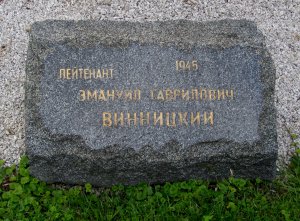 ЛЕЙТЕНАНТ 1945
ЭМАНУИЛ ГАВРИЛОВИЧ
ВИННИЦКИЙ